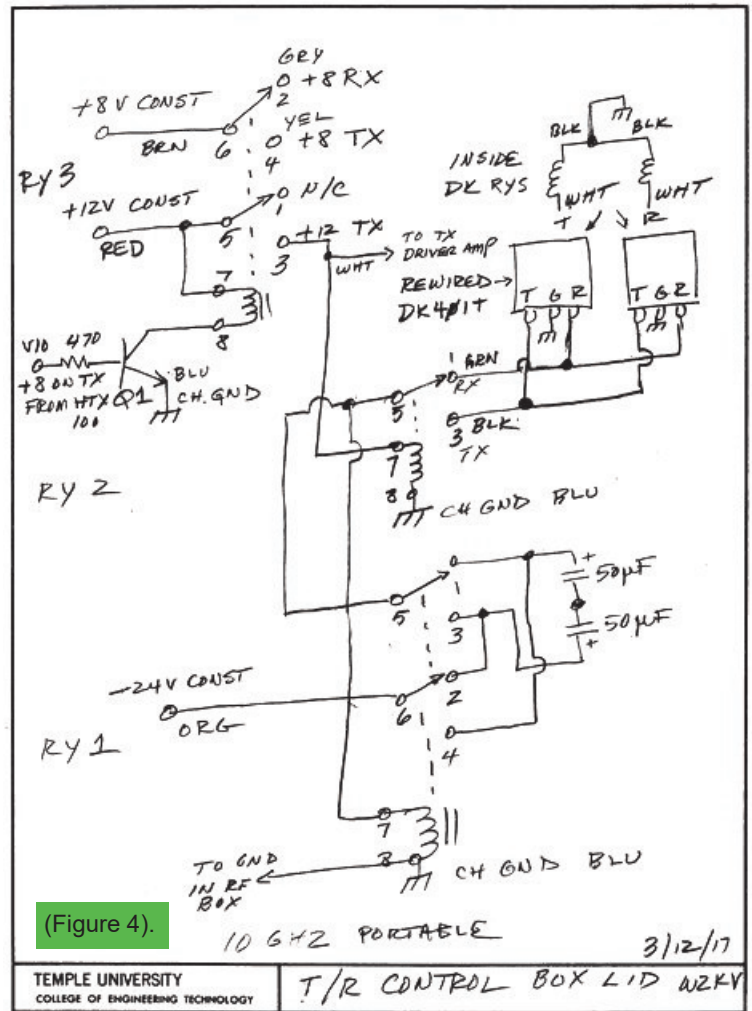 GRY
+8 RX
2
+8 V CONST
BRN
6
YEL
+8 TX
4
RY 3
+12V CONST
RED
5
N/C
1
+12 TX
3
WHT
TO TX
DRIVER AMP
7
8
V10 470
+8 ON TX
FROM HTX
100
Q1
BLU
CH. GND
BLK
BLK
INSIDE
DK RYS
WHT
WHT
T
R
REWIRED
DK4Ø1T
T G R
T G R
RY 2
5
1 GRN
RX
3 BLK
TX
7
8
CH GND BLU
5
1
3
+
50µF
50µF
+
-24V CONST
ORG
6
2
4
RY 1
7
8
CH GND BLU
TO GND
IN RF
BOX
(Figure 4).
10 GHZ PORTABLE
3/12/17
TEMPLE UNIVERSITY
COLLEGE OF ENGINEERING TECHNOLOGY
T/R CONTROL BOX LID W2KV